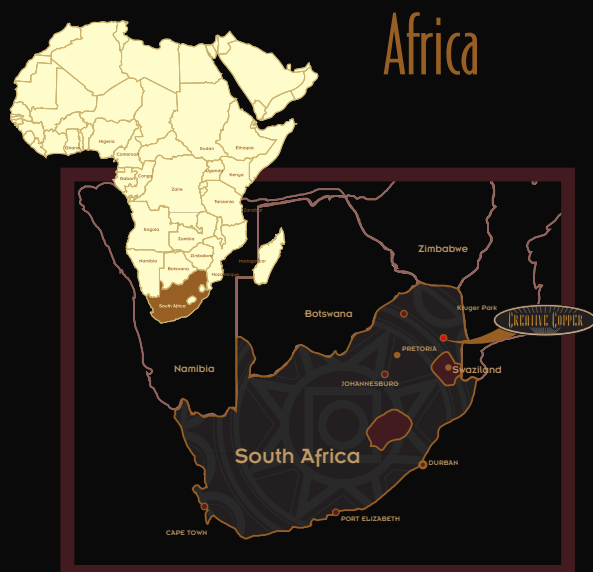 Africa
Ghana
Nigeria
Cameroon
Sudan
Ethiopia
Gabon
Congo
Uganda
Kenya
Zaire
Tanzania
Angola
Zambia
Zimbabwe
Namibia
Botswana
Mozambique
Madagascar
South Africa
Zimbabwe
Botswana
Kruger Park
CREATIVE COPPER
PRETORIA
Namibia
Swaziland
JOHANNESBURG
South Africa
DURBAN
PORT ELIZABETH
CAPE TOWN